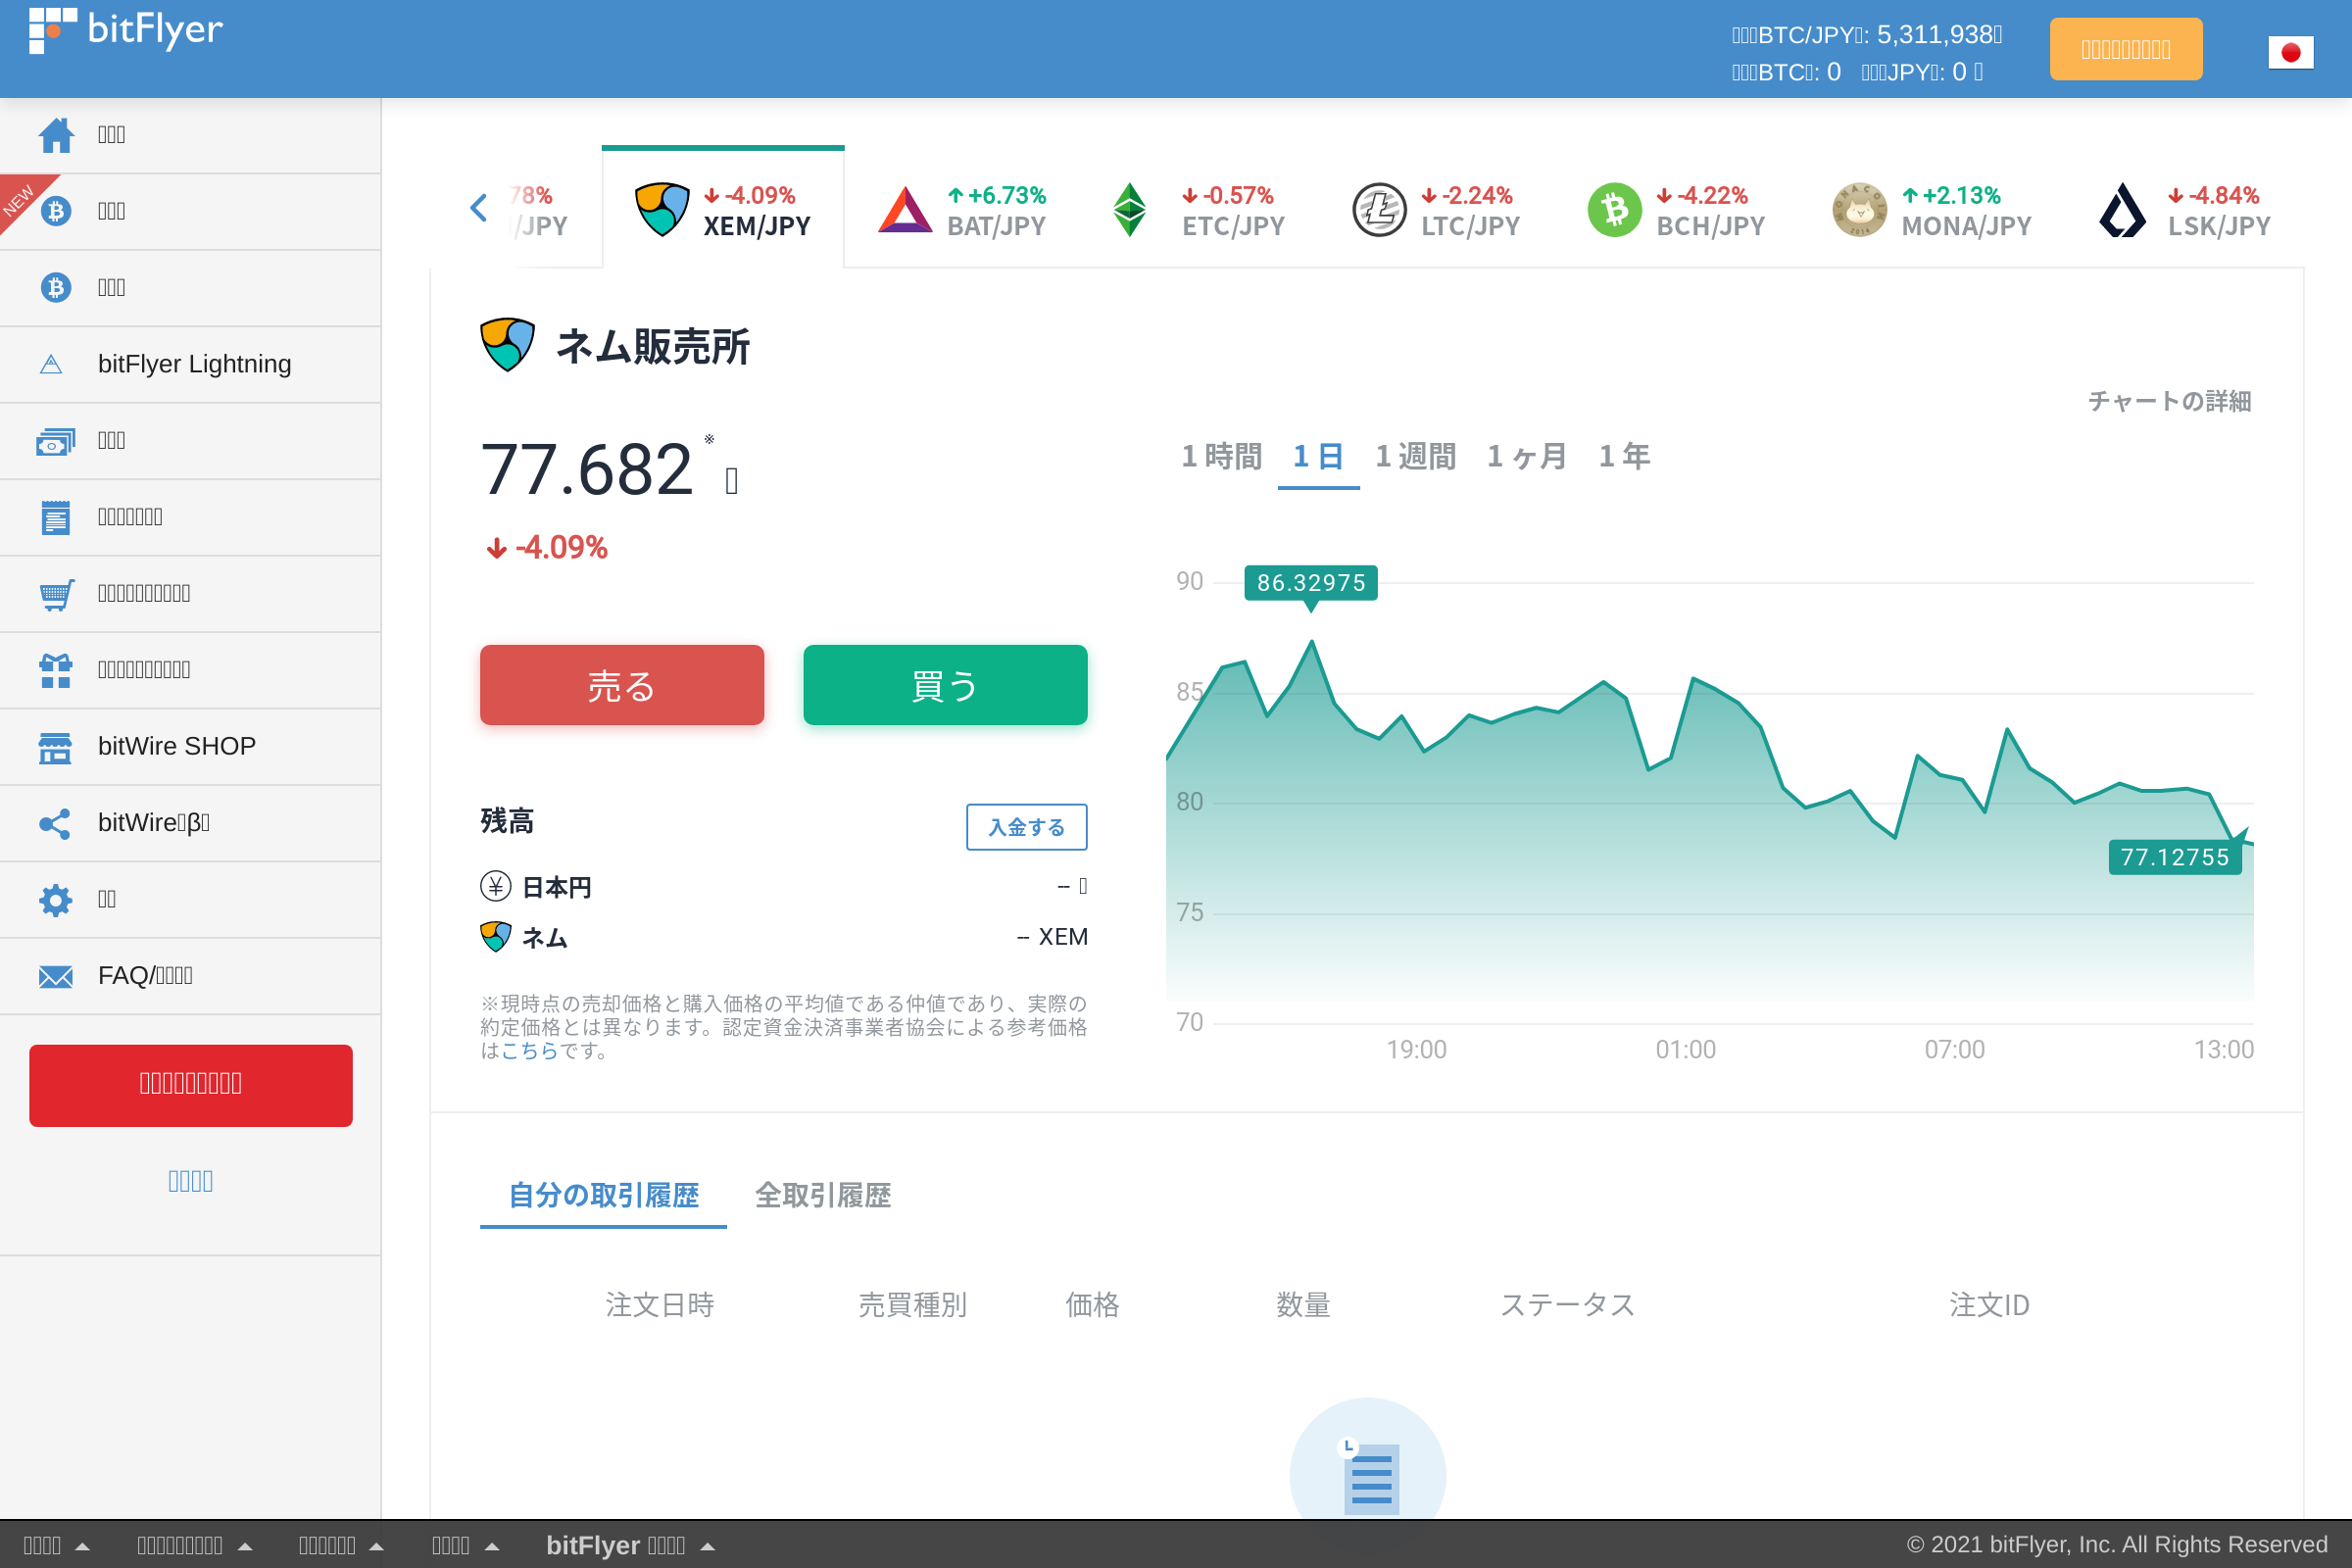 bitFlyer
BTC/JPY : 5,311,938
BTC : 0 JPY : 0
NEW
bitFlyer Lightning
bitWire SHOP
bitWire β
FAQ/
78%
/JPY
-4.09%
XEM/JPY
+6.73%
BAT/JPY
-0.57%
ETC/JPY
-2.24%
LTC/JPY
-4.22%
BCH/JPY
+2.13%
MONA/JPY
-4.84%
LSK/JPY
ネム販売所
チャートの詳細
77.682 ※
-4.09%
1 時間 1 日 1 週間 1 ヶ月 1 年
売る 買う
残高 入金する
日本円 --
ネム -- XEM
※現時点の売却価格と購入価格の平均値である仲値であり、実際の
約定価格とは異なります。認定資金決済事業者協会による参考価格
はこちらです。
90
86.32975
85
80
77.12755
75
70
19:00 01:00 07:00 13:00
自分の取引履歴 全取引履歴
注文日時 売買種別 価格 数量 ステータス 注文ID
bitFlyer
© 2021 bitFlyer, Inc. All Rights Reserved